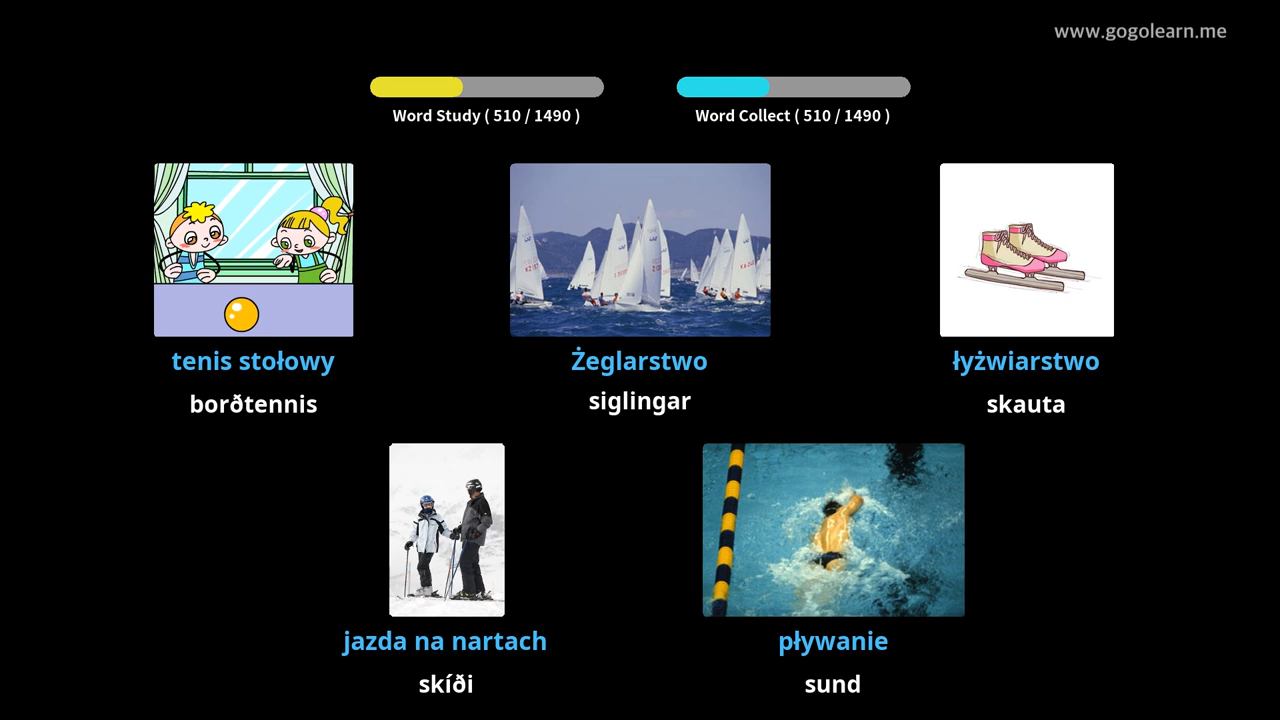 www.gogolearn.me
Word Study ( 510 / 1490 )
Word Collect ( 510 / 1490 )
tenis stołowy
borðtennis
Żeglarstwo
siglingar
łyżwiarstwo
skauta
jazda na nartach
skíði
pływanie
sund